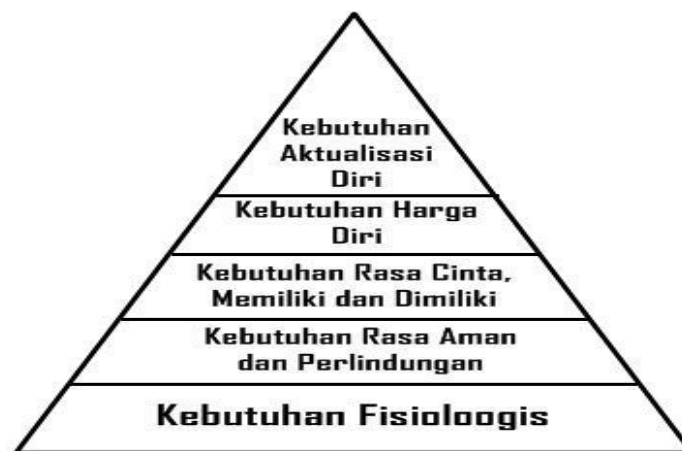 Kebutuhan
Aktualisasi
Diri
Kebutuhan Harga
Diri
Kebutuhan Rasa Cinta,
Memiliki dan Dimiliki
Kebutuhan Rasa Aman
dan Perlindungan
Kebutuhan Fisioloogis